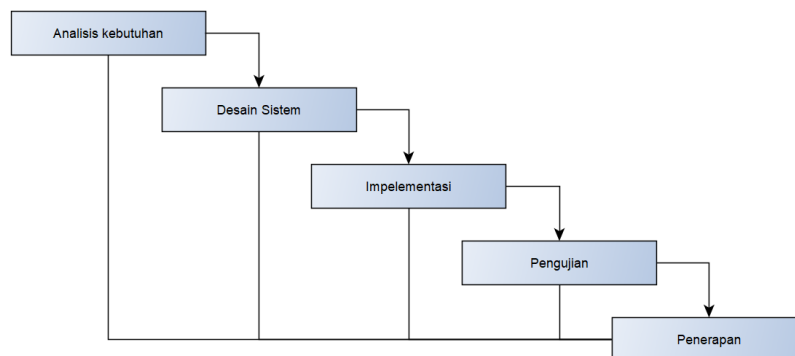 Analisis kebutuhan
Desain Sistem
Impelementasi
Pengujian
Penerapan